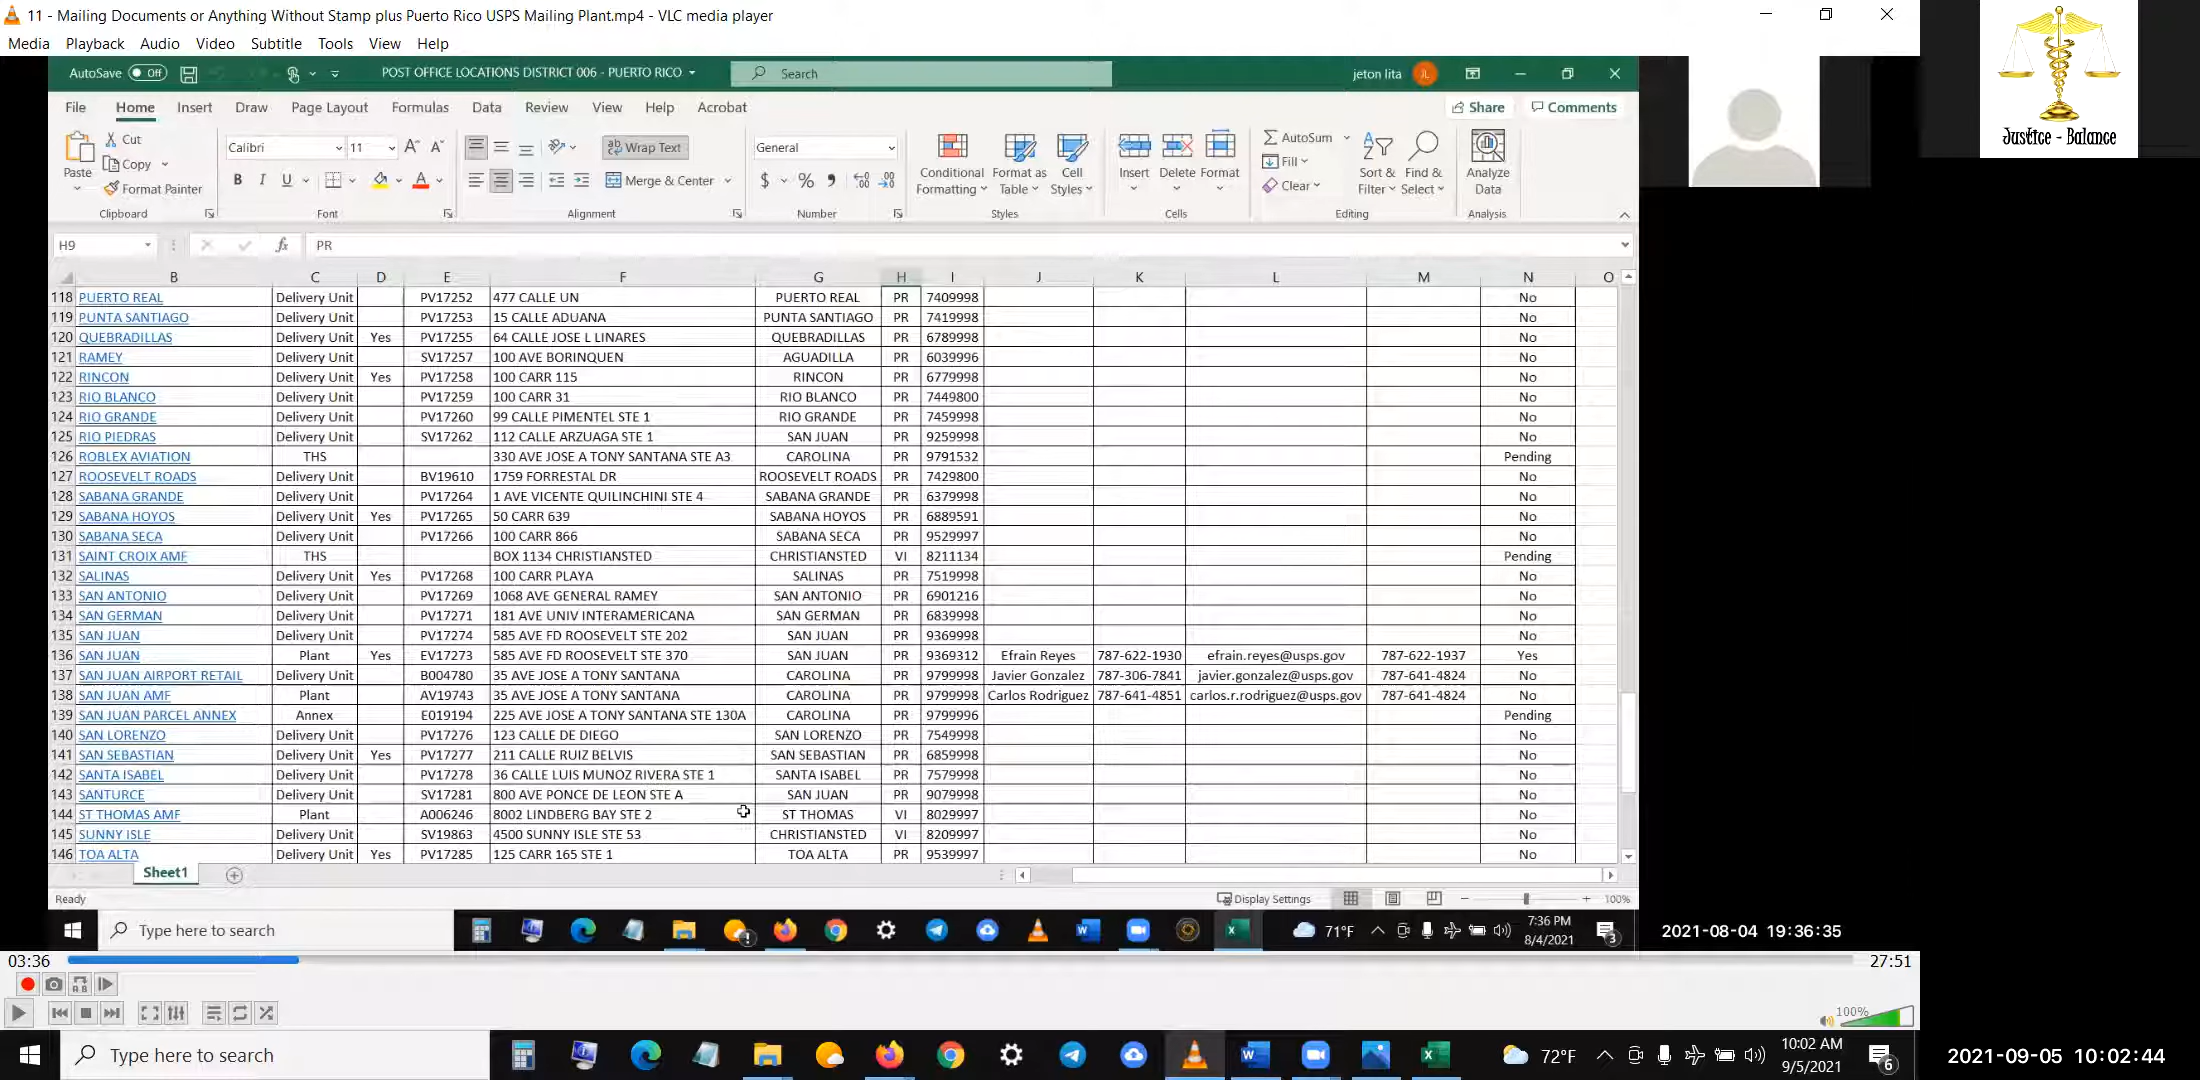 11 - Mailing Documents or Anything Without Stamp plus Puerto Rico USPS Mailing Plant.mp4 - VLC media player
Media Playback Audio Video Subtitle Tools View Help
AutoSave Off POST OFFICE LOCATIONS DISTRICT 006 - PUERTO RICO Search jeton lita JL
File Home Insert Draw Page Layout Formulas Data Review View Help Acrobat Share Comments
Paste Cut Copy Format Painter Calibri 11 Wrap Text Merge & Center General Conditional Formatting Format as Table Cell Styles Insert Delete Format AutoSum Fill Clear Sort & Filter Find & Select Analyze Data
Clipboard Font Alignment Number Styles Cells Editing Analysis
H9 fx PR
B C D E F G H I J K L M N O
118 PUERTO REAL Delivery Unit PV17252 477 CALLE UN PUERTO REAL PR 7409998 No
119 PUNTA SANTIAGO Delivery Unit PV17253 15 CALLE ADUANA PUNTA SANTIAGO PR 7419998 No
120 QUEBRADILLAS Delivery Unit Yes PV17255 64 CALLE JOSE L LINARES QUEBRADILLAS PR 6789998 No
121 RAMEY Delivery Unit SV17257 100 AVE BORINQUEN AGUADILLA PR 6039996 No
122 RINCON Delivery Unit Yes PV17258 100 CARR 115 RINCON PR 6779998 No
123 RIO BLANCO Delivery Unit PV17259 100 CARR 31 RIO BLANCO PR 7449800 No
124 RIO GRANDE Delivery Unit PV17260 99 CALLE PIMENTEL STE 1 RIO GRANDE PR 7459998 No
125 RIO PIEDRAS Delivery Unit SV17262 112 CALLE ARZUAGA STE 1 SAN JUAN PR 9259998 No
126 ROBLEX AVIATION THS 330 AVE JOSE A TONY SANTANA STE A3 CAROLINA PR 9791532 Pending
127 ROOSEVELT ROADS Delivery Unit BV19610 1759 FORRESTAL DR ROOSEVELT ROADS PR 7429800 No
128 SABANA GRANDE Delivery Unit PV17264 1 AVE VICENTE QUILINCHINI STE 4 SABANA GRANDE PR 6379998 No
129 SABANA HOYOS Delivery Unit Yes PV17265 50 CARR 639 SABANA HOYOS PR 6889591 No
130 SABANA SECA Delivery Unit PV17266 100 CARR 866 SABANA SECA PR 9529997 No
131 SAINT CROIX AMF THS BOX 1134 CHRISTIANSTED CHRISTIANSTED VI 8211134 Pending
132 SALINAS Delivery Unit Yes PV17268 100 CARR PLAYA SALINAS PR 7519998 No
133 SAN ANTONIO Delivery Unit PV17269 1068 AVE GENERAL RAMEY SAN ANTONIO PR 6901216 No
134 SAN GERMAN Delivery Unit PV17271 181 AVE UNIV INTERAMERICANA SAN GERMAN PR 6839998 No
135 SAN JUAN Delivery Unit PV17274 585 AVE FD ROOSEVELT STE 202 SAN JUAN PR 9369998 No
136 SAN JUAN Plant Yes EV17273 585 AVE FD ROOSEVELT STE 370 SAN JUAN PR 9369312 Efrain Reyes 787-622-1930 efrain.reyes@usps.gov 787-622-1937 Yes
137 SAN JUAN AIRPORT RETAIL Delivery Unit B004780 35 AVE JOSE A TONY SANTANA CAROLINA PR 9799998 Javier Gonzalez 787-306-7841 javier.gonzalez@usps.gov 787-641-4824 No
138 SAN JUAN AMF Plant AV19743 35 AVE JOSE A TONY SANTANA CAROLINA PR 9799998 Carlos Rodriguez 787-641-4851 carlos.r.rodriguez@usps.gov 787-641-4824 No
139 SAN JUAN PARCEL ANNEX Annex E019194 225 AVE JOSE A TONY SANTANA STE 130A CAROLINA PR 9799996 Pending
140 SAN LORENZO Delivery Unit PV17276 123 CALLE DE DIEGO SAN LORENZO PR 7549998 No
141 SAN SEBASTIAN Delivery Unit Yes PV17277 211 CALLE RUIZ BELVIS SAN SEBASTIAN PR 6859998 No
142 SANTA ISABEL Delivery Unit PV17278 36 CALLE LUIS MUNOZ RIVERA STE 1 SANTA ISABEL PR 7579998 No
143 SANTURCE Delivery Unit SV17281 800 AVE PONCE DE LEON STE A SAN JUAN PR 9079998 No
144 ST THOMAS AMF Plant A006246 8002 LINDBERG BAY STE 2 ST THOMAS VI 8029997 No
145 SUNNY ISLE Delivery Unit SV19863 4500 SUNNY ISLE STE 53 CHRISTIANSTED VI 8209997 No
146 TOA ALTA Delivery Unit Yes PV17285 125 CARR 165 STE 1 TOA ALTA PR 9539997 No
Sheet1
Ready Display Settings 100%
Type here to search 71°F 7:36 PM 8/4/2021 3
2021-08-04 19:36:35
03:36 27:51
100%
Type here to search 72°F 10:02 AM 9/5/2021 6
2021-09-05 10:02:44
Justice - Balance